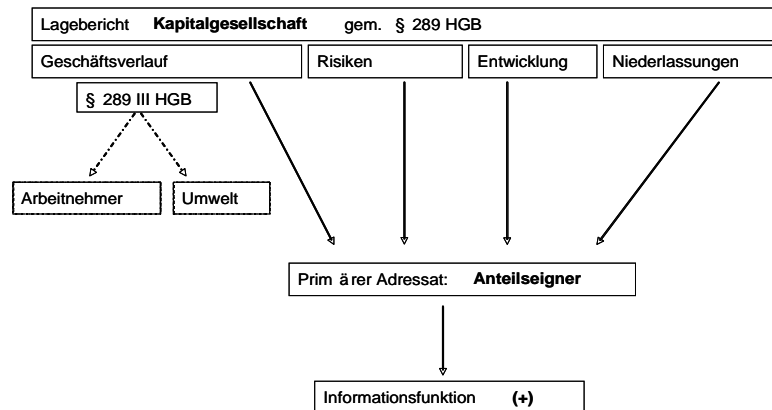 Lagebericht Kapitalgesellschaft gem. § 289 HGB
Geschäftsverlauf
Risiken
Entwicklung
Niederlassungen
§ 289 III HGB
Arbeitnehmer
Umwelt
Prim ärer Adressat: Anteilseigner
Informationsfunktion (+)